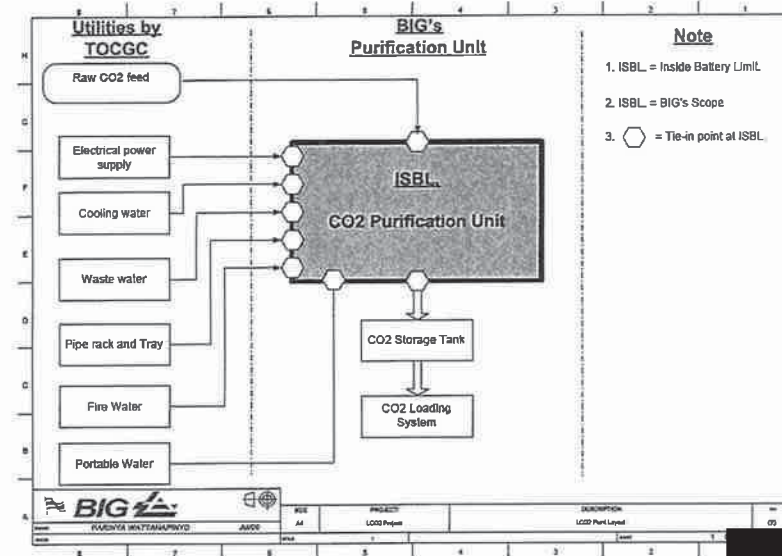 Utilities by
TOCGC
BIG's
Purification Unit
Note
Raw CO2 feed
1. ISBL. = Inside Battery Limit.
2. ISBL. = BIG's Scope
3. = Tie-in point at ISBL.
Electrical power
supply
Cooling water
Waste water
Pipe rack and Tray
Fire Water
Portable Water
ISBL.
CO2 Purification Unit
CO2 Storage Tank
CO2 Loading
System
BIG
SIZE
PROJECT
DESCRIPTION
A4
LCO2 Project
LCO2 Plant Layout
00